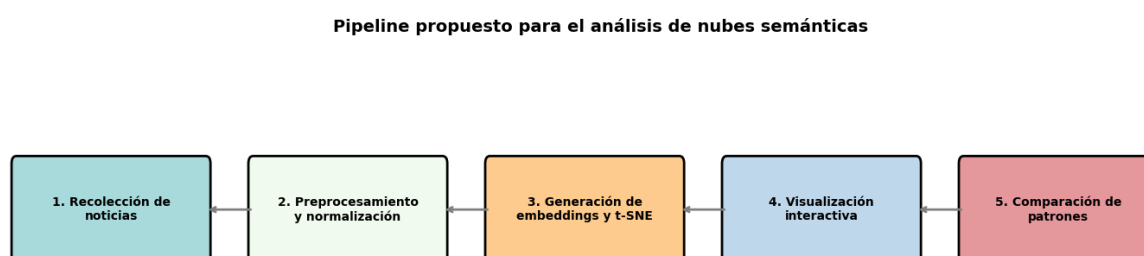 Pipeline propuesto para el análisis de nubes semánticas
1. Recolección de
noticias
2. Preprocesamiento
y normalización
3. Generación de
embeddings y t-SNE
4. Visualización
interactiva
5. Comparación de
patrones